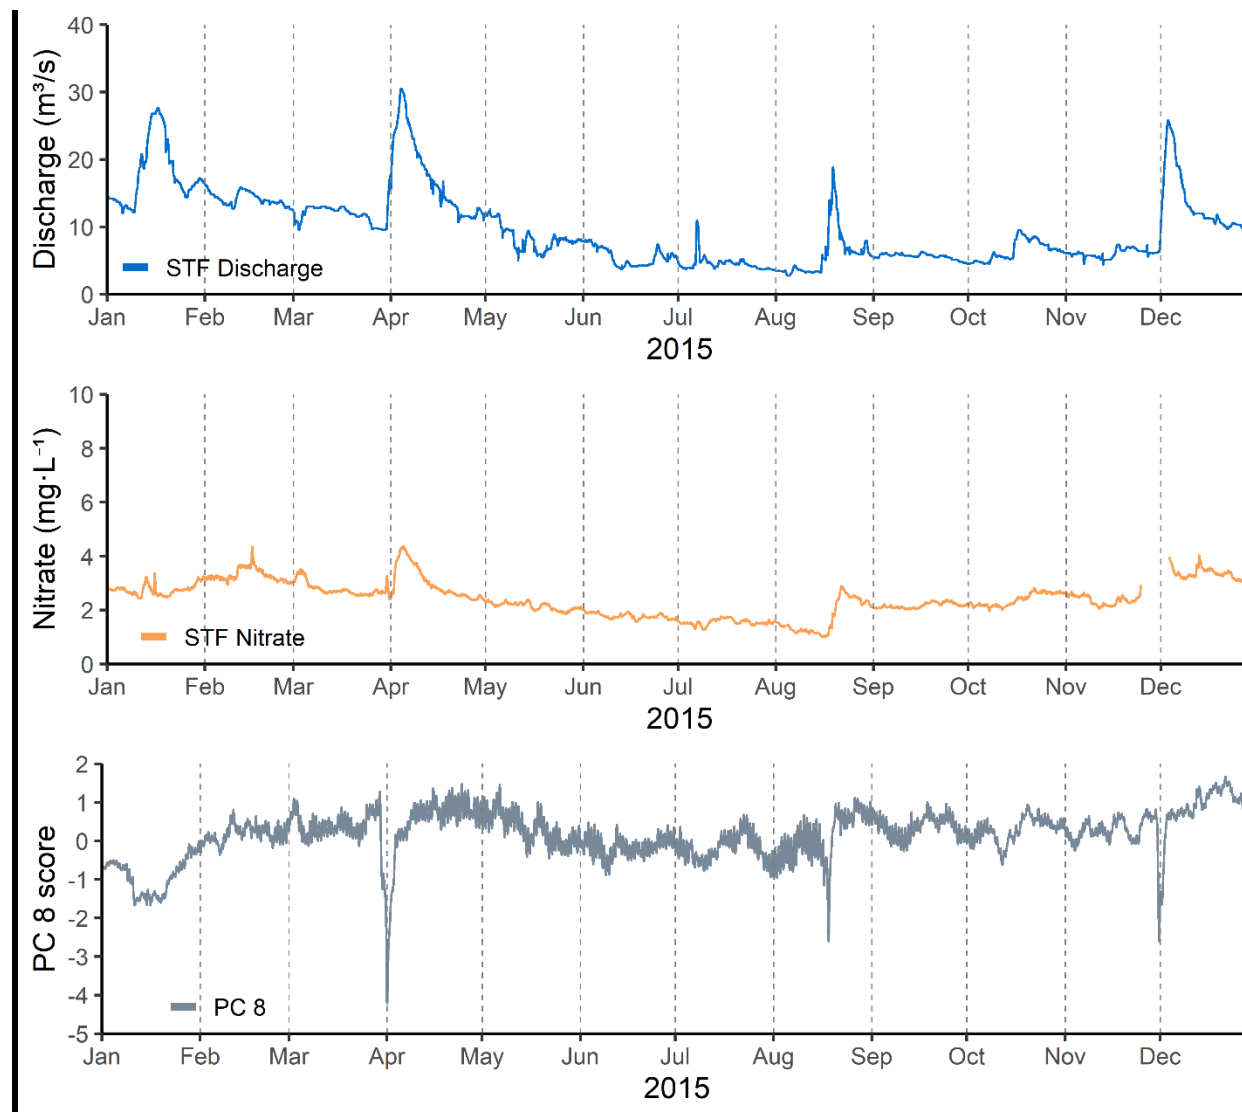 40
30
20
10
0
Discharge (m³/s)
STF Discharge
Jan Feb Mar Apr May Jun Jul Aug Sep Oct Nov Dec
2015
10
8
6
4
2
0
Nitrate (mg·L⁻¹)
STF Nitrate
Jan Feb Mar Apr May Jun Jul Aug Sep Oct Nov Dec
2015
2
1
0
-1
-2
-3
-4
-5
PC 8 score
PC 8
Jan Feb Mar Apr May Jun Jul Aug Sep Oct Nov Dec
2015